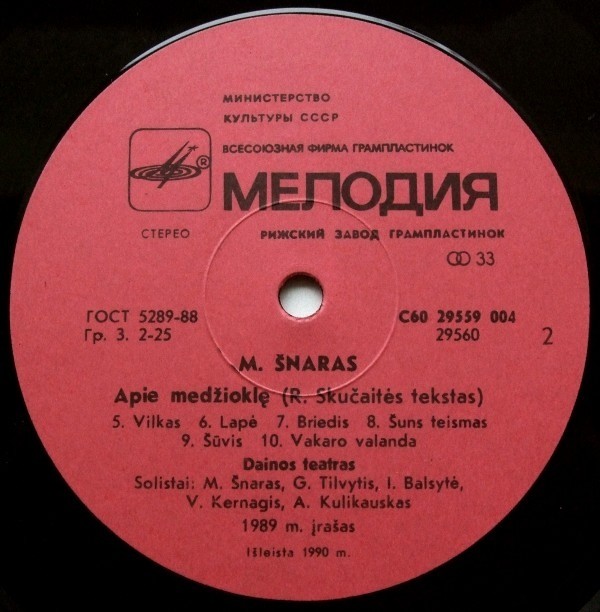 МИНИСТЕРСТВО
КУЛЬТУРЫ СССР
ВСЕСОЮЗНАЯ ФИРМА ГРАМПЛАСТИНОК
®
МЕЛОДИЯ
СТЕРЕО
РИЖСКИЙ ЗАВОД ГРАМПЛАСТИНОК
33
ГОСТ 5289-88
С60 29559 004
Гр. 3. 2-25
29560
2
M. ŠNARAS
Apie medžioklę (R. Skučaitės tekstas)
5. Vilkas 6. Lapė 7. Briedis 8. Šuns teismas
9. Šūvis 10. Vakaro valanda
Dainos teatras
Solistai: M. Šnaras, G. Tilvytis, I. Balsytė,
V. Kernagis, A. Kulikauskas
1989 m. įrašas
Išleista 1990 m.